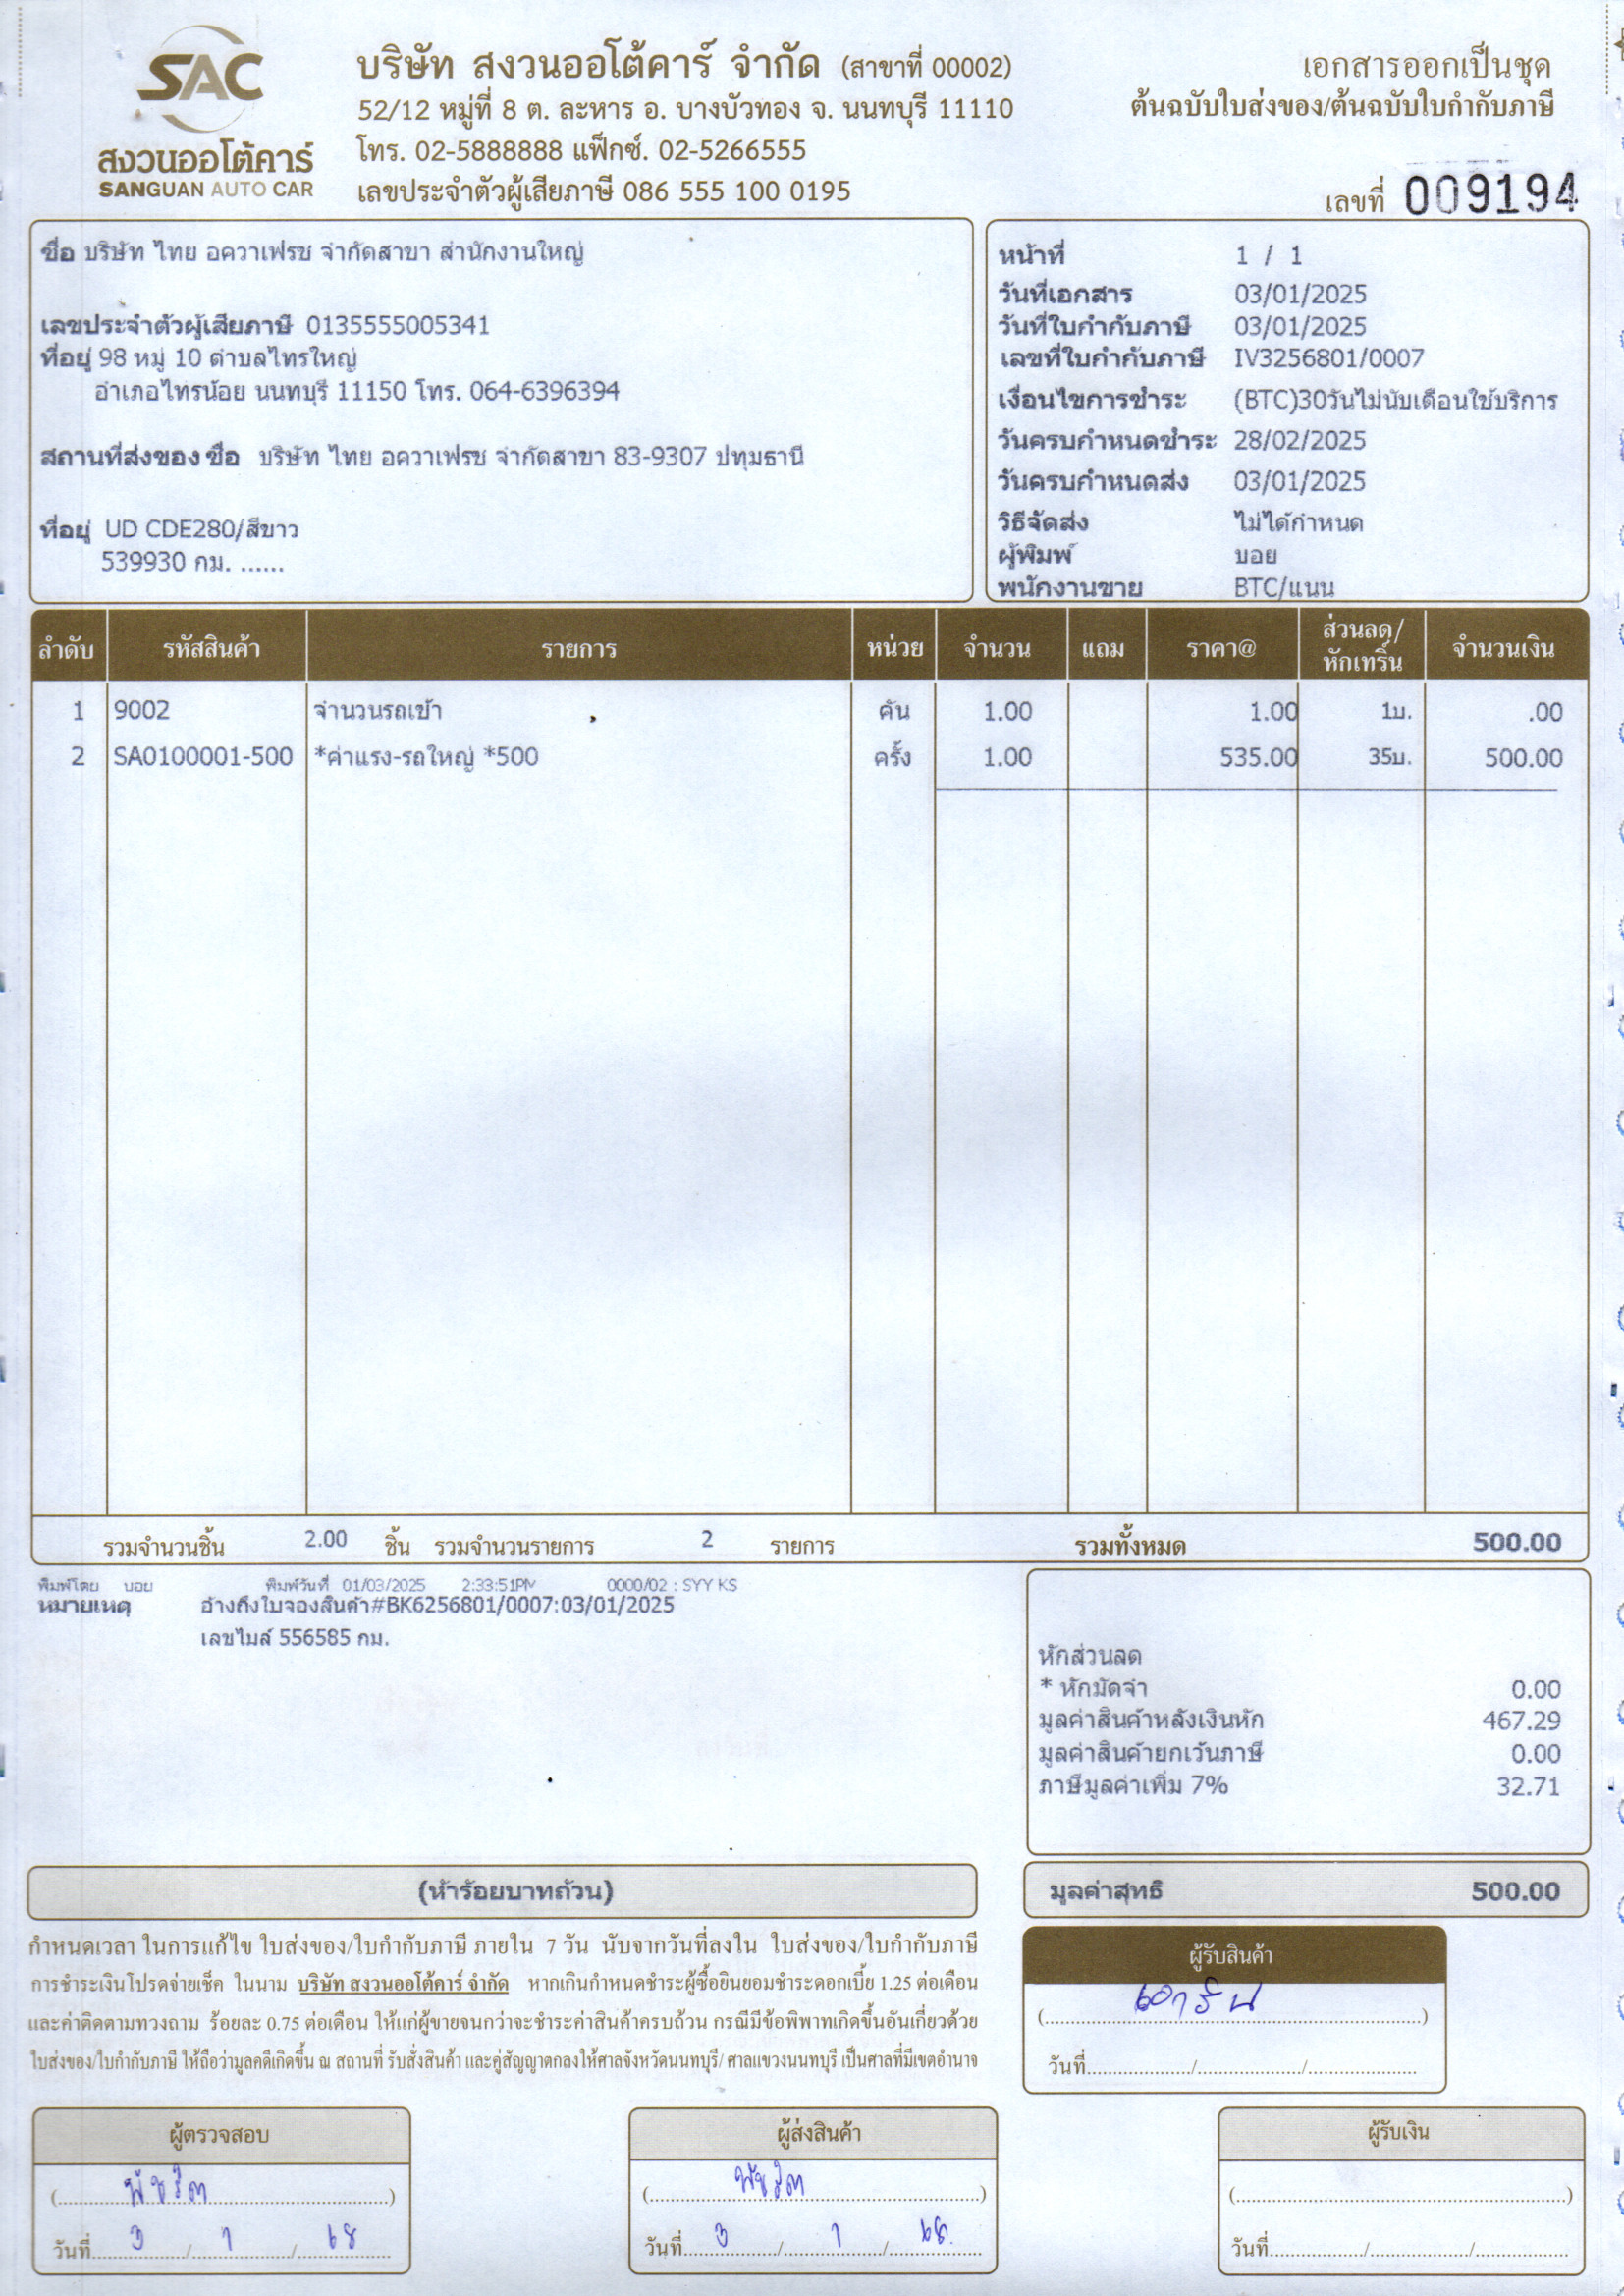 SAC
สงวนออโต้คาร์
SANGUAN AUTO CAR
บริษัท สงวนออโต้คาร์ จำกัด (สาขาที่ 00002)
52/12 หมู่ที่ 8 ต. ละหาร อ. บางบัวทอง จ. นนทบุรี 11110
โทร. 02-5888888 แฟ็กซ์. 02-5266555
เลขประจำตัวผู้เสียภาษี 086 555 100 0195
เอกสารออกเป็นชุด
ต้นฉบับใบส่งของ/ต้นฉบับใบกำกับภาษี
เลขที่ 009194
ชื่อ บริษัท ไทย อควาเฟรช จำกัดสาขา สำนักงานใหญ่
เลขประจำตัวผู้เสียภาษี 0135555005341
ที่อยู่ 98 หมู่ 10 ตำบลไทรใหญ่
อำเภอไทรน้อย นนทบุรี 11150 โทร. 064-6396394
สถานที่ส่งของ ชื่อ บริษัท ไทย อควาเฟรช จำกัดสาขา 83-9307 ปทุมธานี
ที่อยู่ UD CDE280/สีขาว
539930 กม. ......
หน้าที่ 1 / 1
วันที่เอกสาร 03/01/2025
วันที่ใบกำกับภาษี 03/01/2025
เลขที่ใบกำกับภาษี IV3256801/0007
เงื่อนไขการชำระ (BTC)30วันไม่นับเดือนใช้บริการ
วันครบกำหนดชำระ 28/02/2025
วันครบกำหนดส่ง 03/01/2025
วิธีจัดส่ง ไม่ได้กำหนด
ผู้พิมพ์ บอย
พนักงานขาย BTC/แนน
ลำดับ รหัสสินค้า รายการ หน่วย จำนวน แถม ราคา@ ส่วนลด/หักเทริ์น จำนวนเงิน
1 9002 จำนวนรถเข้า คัน 1.00 1.00 1บ. .00
2 SA0100001-500 *ค่าแรง-รถใหญ่ *500 ครั้ง 1.00 535.00 35บ. 500.00
รวมจำนวนชิ้น 2.00 ชิ้น รวมจำนวนรายการ 2 รายการ รวมทั้งหมด 500.00
พิมพ์โดย บอย พิมพ์วันที่ 01/03/2025 2:33:51PM 0000/02 : SYY KS
หมายเหตุ อ้างถึงใบจองสินค้า#BK6256801/0007:03/01/2025
เลขไมล์ 556585 กม.
หักส่วนลด
* หักมัดจำ 0.00
มูลค่าสินค้าหลังเงินหัก 467.29
มูลค่าสินค้ายกเว้นภาษี 0.00
ภาษีมูลค่าเพิ่ม 7% 32.71
(ห้าร้อยบาทถ้วน)
มูลค่าสุทธิ 500.00
กำหนดเวลา ในการแก้ไข ใบส่งของ/ใบกำกับภาษี ภายใน 7 วัน นับจากวันที่ลงใน ใบส่งของ/ใบกำกับภาษี
การชำระเงินโปรดจ่ายเช็ค ในนาม บริษัท สงวนออโต้คาร์ จำกัด หากเกินกำหนดชำระผู้ซื้อยินยอมชำระดอกเบี้ย 1.25 ต่อเดือน
และค่าติดตามทวงถาม ร้อยละ 0.75 ต่อเดือน ให้แก่ผู้ขายจนกว่าจะชำระค่าสินค้าครบถ้วน กรณีมีข้อพิพาทเกิดขึ้นอันเกี่ยวด้วย
ใบส่งของ/ใบกำกับภาษี ให้ถือว่ามูลคดีเกิดขึ้น ณ สถานที่ รับสั่งสินค้า และคู่สัญญาตกลงให้ศาลจังหวัดนนทบุรี/ ศาลแขวงนนทบุรี เป็นศาลที่มีเขตอำนาจ
ผู้รับสินค้า
วันที่ / /
ผู้ตรวจสอบ
วันที่ 3 / 1 / 68
ผู้ส่งสินค้า
วันที่ 3 / 1 / 68
ผู้รับเงิน
วันที่ / /